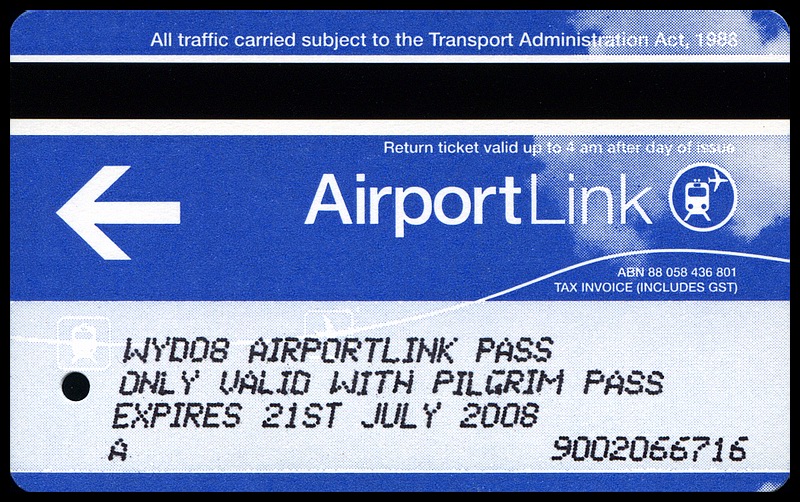 All traffic carried subject to the Transport Administration Act, 1988
Return ticket valid up to 4 am after day of issue
AirportLink
ABN 88 058 436 801
TAX INVOICE (INCLUDES GST)
WYD08 AIRPORTLINK PASS
ONLY VALID WITH PILGRIM PASS
EXPIRES 21ST JULY 2008
A 9002066716